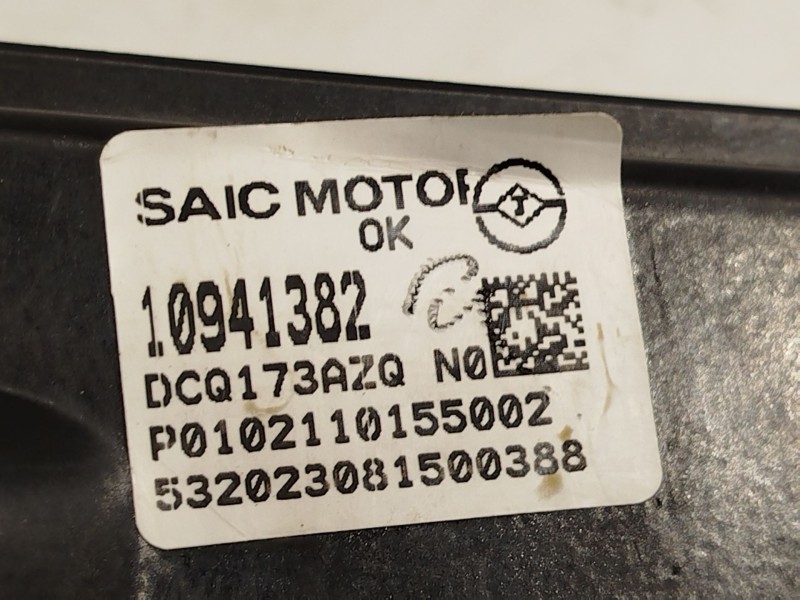 SAIC MOTOR
OK
10941382
DCQ173AZQ N0
P0102110155002
532023081500388